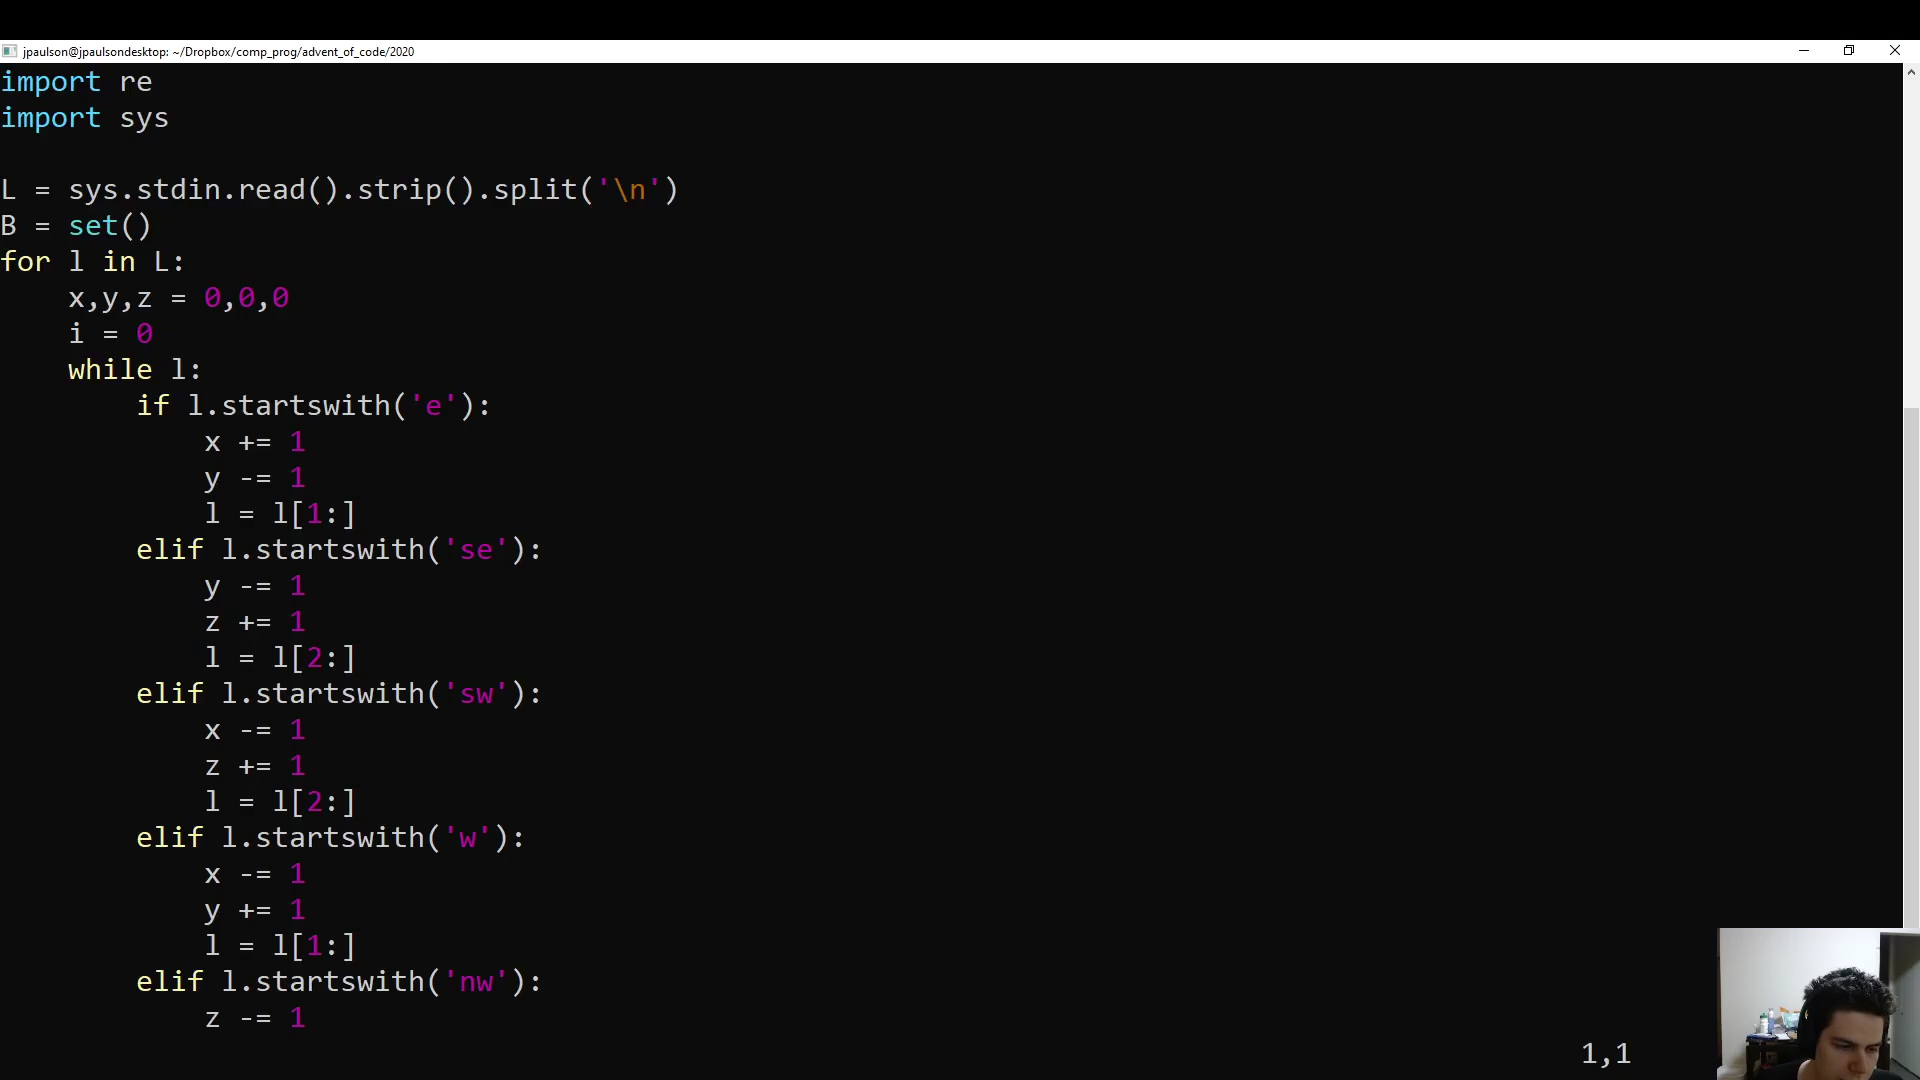 jpaulson@jpaulsondesktop: ~/Dropbox/comp_prog/advent_of_code/2020
import re
import sys

L = sys.stdin.read().strip().split('\n')
B = set()
for l in L:
    x,y,z = 0,0,0
    i = 0
    while l:
        if l.startswith('e'):
            x += 1
            y -= 1
            l = l[1:]
        elif l.startswith('se'):
            y -= 1
            z += 1
            l = l[2:]
        elif l.startswith('sw'):
            x -= 1
            z += 1
            l = l[2:]
        elif l.startswith('w'):
            x -= 1
            y += 1
            l = l[1:]
        elif l.startswith('nw'):
            z -= 1
1,1